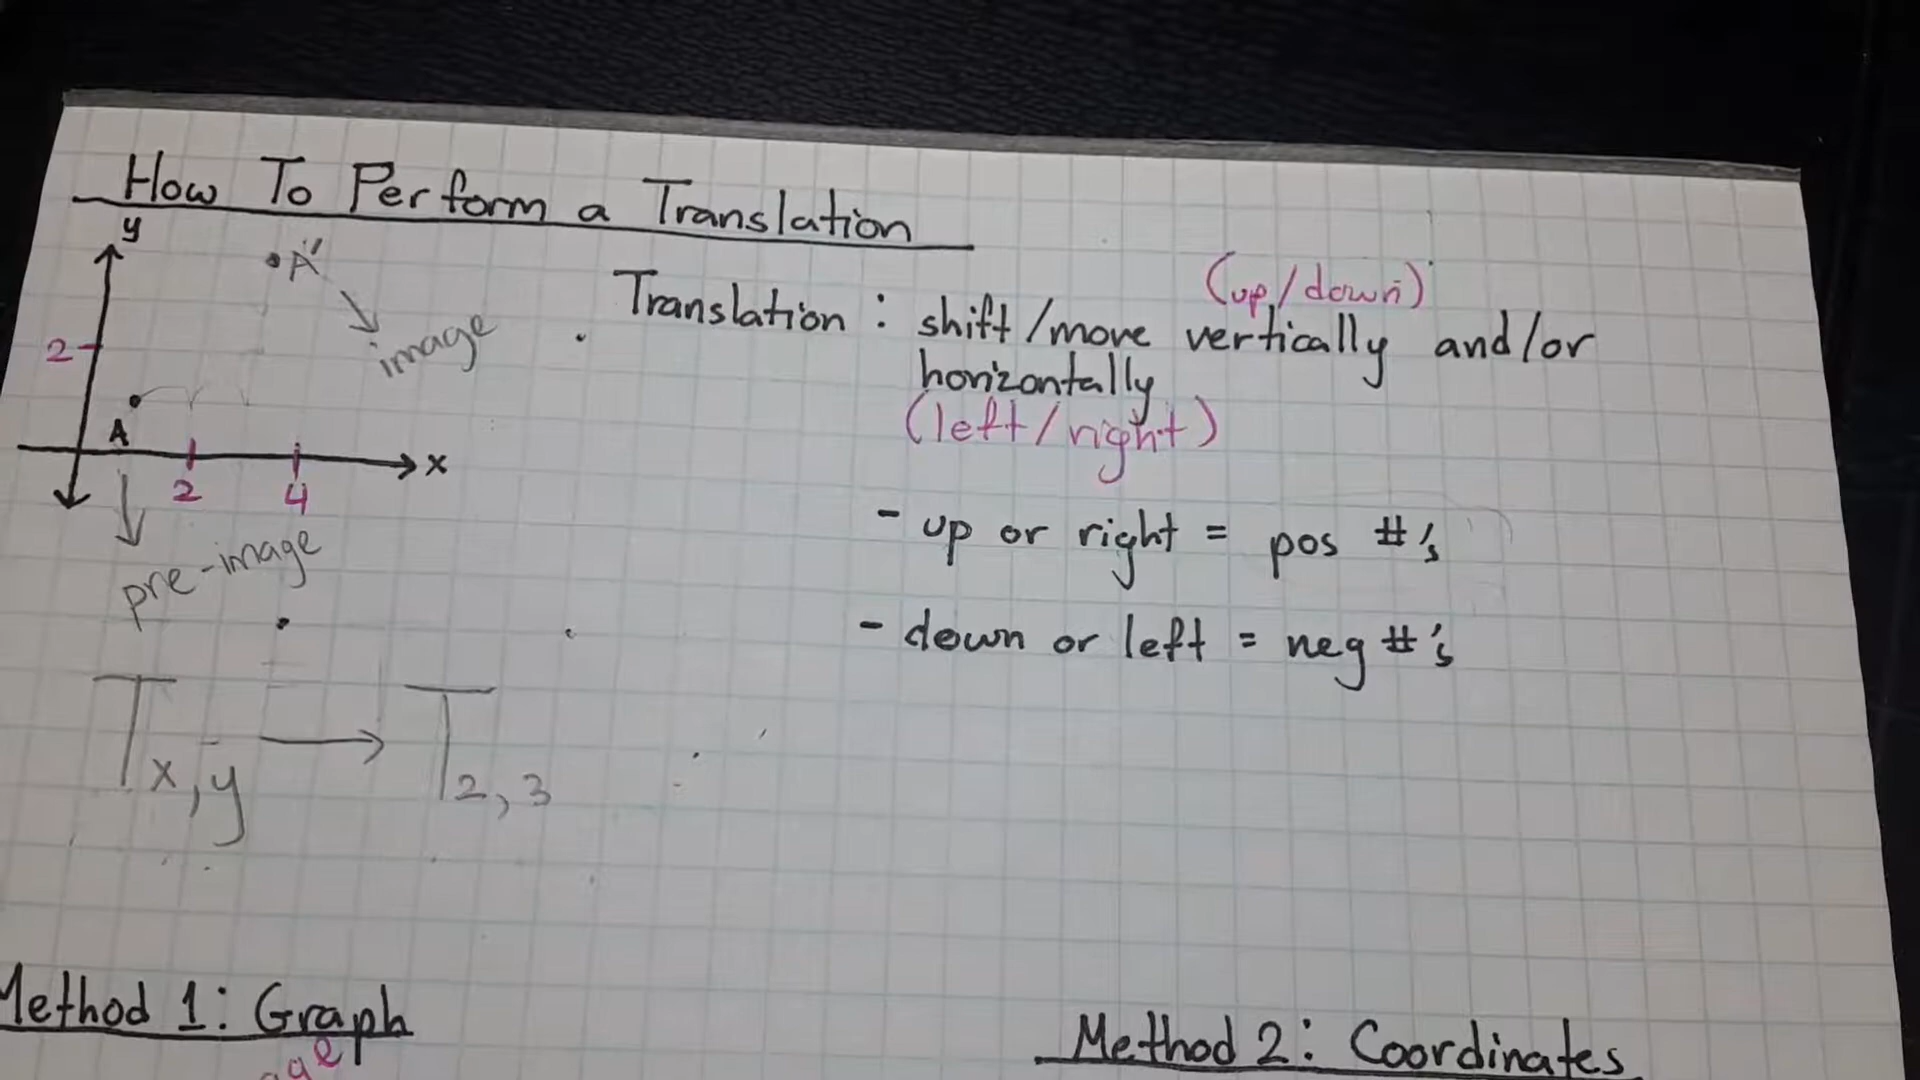 How To Perform a Translation
y
A''
image
2
A
x
2
4
pre-image
Translation : shift/move vertically and/or
(up/down)
horizontally
(left/right)
- up or right = pos #'s
- down or left = neg #'s
Tx,y → T2,3
Method 1: Graph
Method 2: Coordinates